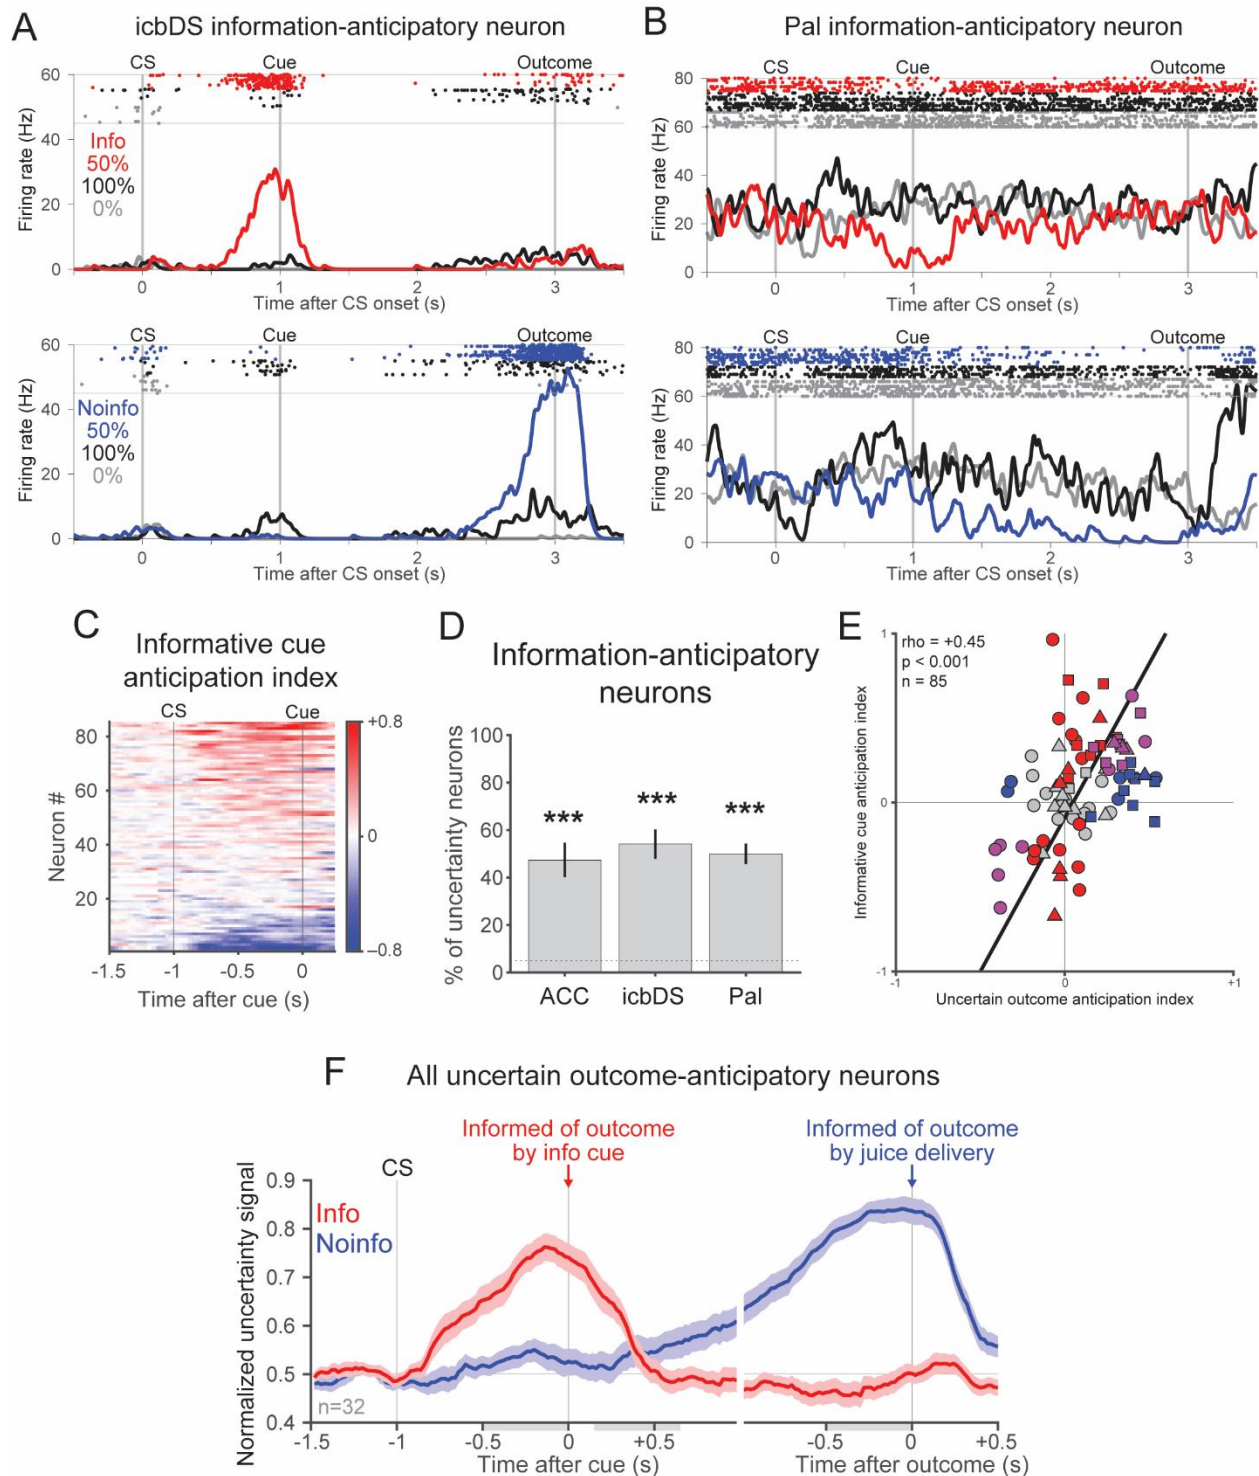 A
icbDS information-anticipatory neuron
CS
Cue
Outcome
60
40
20
0
Firing rate (Hz)
Info
50%
100%
0%
0
1
2
3
Time after CS onset (s)
CS
Cue
Outcome
60
40
20
0
Firing rate (Hz)
Noinfo
50%
100%
0%
0
1
2
3
Time after CS onset (s)
B
Pal information-anticipatory neuron
CS
Cue
Outcome
80
60
40
20
0
Firing rate (Hz)
0
1
2
3
Time after CS onset (s)
CS
Cue
Outcome
80
60
40
20
0
Firing rate (Hz)
0
1
2
3
Time after CS onset (s)
C
Informative cue
anticipation index
CS
Cue
+0.8
0
−0.8
80
60
40
20
Neuron #
-1.5
-1
-0.5
0
Time after cue (s)
D
Information-anticipatory
neurons
100
80
60
40
20
0
% of uncertainty neurons
***
***
***
ACC
icbDS
Pal
E
1
0
-1
rho = +0.45
p < 0.001
n = 85
Informative cue anticipation index
-1
0
+1
Uncertain outcome anticipation index
F
All uncertain outcome-anticipatory neurons
Informed of outcome
by info cue
Informed of outcome
by juice delivery
CS
0.9
0.8
0.7
0.6
0.5
0.4
Normalized uncertainty signal
Info
Noinfo
n=32
-1.5
-1
-0.5
0
+0.5
Time after cue (s)
-0.5
0
+0.5
Time after outcome (s)